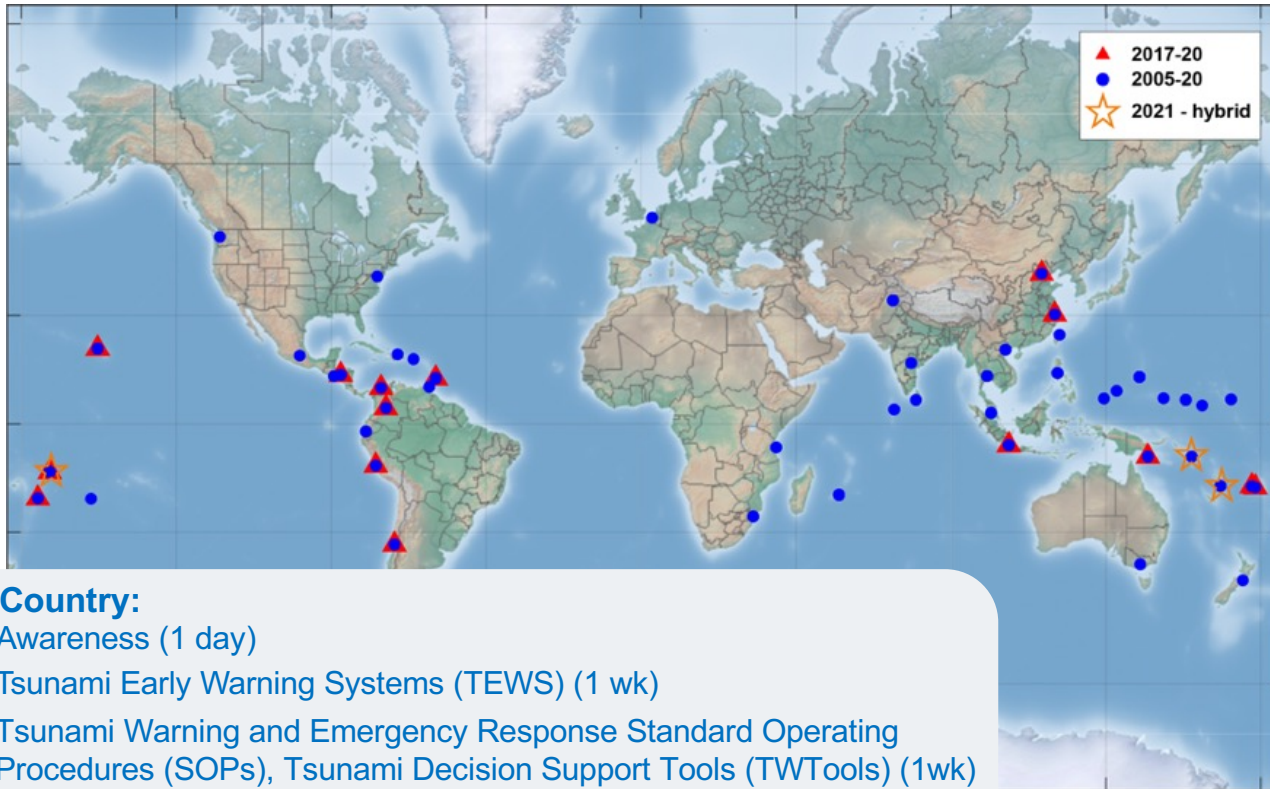 2017-20
2005-20
2021 - hybrid
Country:
Awareness (1 day)
Tsunami Early Warning Systems (TEWS) (1 wk)
Tsunami Warning and Emergency Response Standard Operating
Procedures (SOPs), Tsunami Decision Support Tools (TWTools) (1wk)